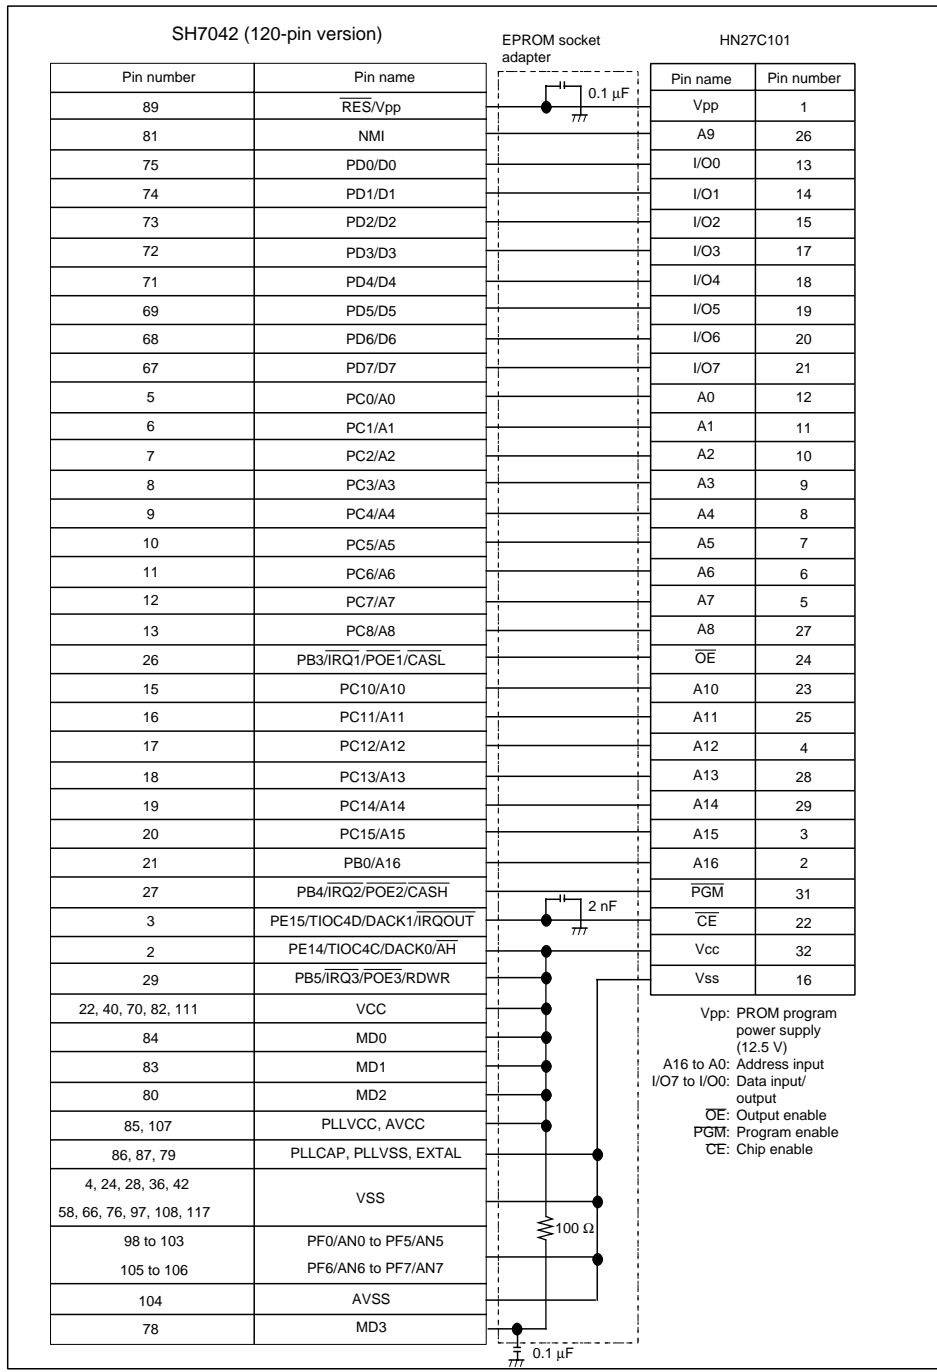 SH7042 (120-pin version)
EPROM socket
adapter
HN27C101
Pin number Pin name Pin name Pin number
0.1 μF
89 RES/Vpp Vpp 1
81 NMI A9 26
75 PD0/D0 I/O0 13
74 PD1/D1 I/O1 14
73 PD2/D2 I/O2 15
72 PD3/D3 I/O3 17
71 PD4/D4 I/O4 18
69 PD5/D5 I/O5 19
68 PD6/D6 I/O6 20
67 PD7/D7 I/O7 21
5 PC0/A0 A0 12
6 PC1/A1 A1 11
7 PC2/A2 A2 10
8 PC3/A3 A3 9
9 PC4/A4 A4 8
10 PC5/A5 A5 7
11 PC6/A6 A6 6
12 PC7/A7 A7 5
13 PC8/A8 A8 27
26 PB3/IRQ1/POE1/CASL OE 24
15 PC10/A10 A10 23
16 PC11/A11 A11 25
17 PC12/A12 A12 4
18 PC13/A13 A13 28
19 PC14/A14 A14 29
20 PC15/A15 A15 3
21 PB0/A16 A16 2
27 PB4/IRQ2/POE2/CASH PGM 31
2 nF
3 PE15/TIOC4D/DACK1/IRQOUT CE 22
2 PE14/TIOC4C/DACK0/AH Vcc 32
29 PB5/IRQ3/POE3/RDWR Vss 16
22, 40, 70, 82, 111 VCC
84 MD0
83 MD1
80 MD2
85, 107 PLLVCC, AVCC
86, 87, 79 PLLCAP, PLLVSS, EXTAL
4, 24, 28, 36, 42
58, 66, 76, 97, 108, 117
VSS
100 Ω
98 to 103 PF0/AN0 to PF5/AN5
105 to 106 PF6/AN6 to PF7/AN7
104 AVSS
78 MD3
0.1 μF
Vpp: PROM program
power supply
(12.5 V)
A16 to A0: Address input
I/O7 to I/O0: Data input/
output
OE: Output enable
PGM: Program enable
CE: Chip enable